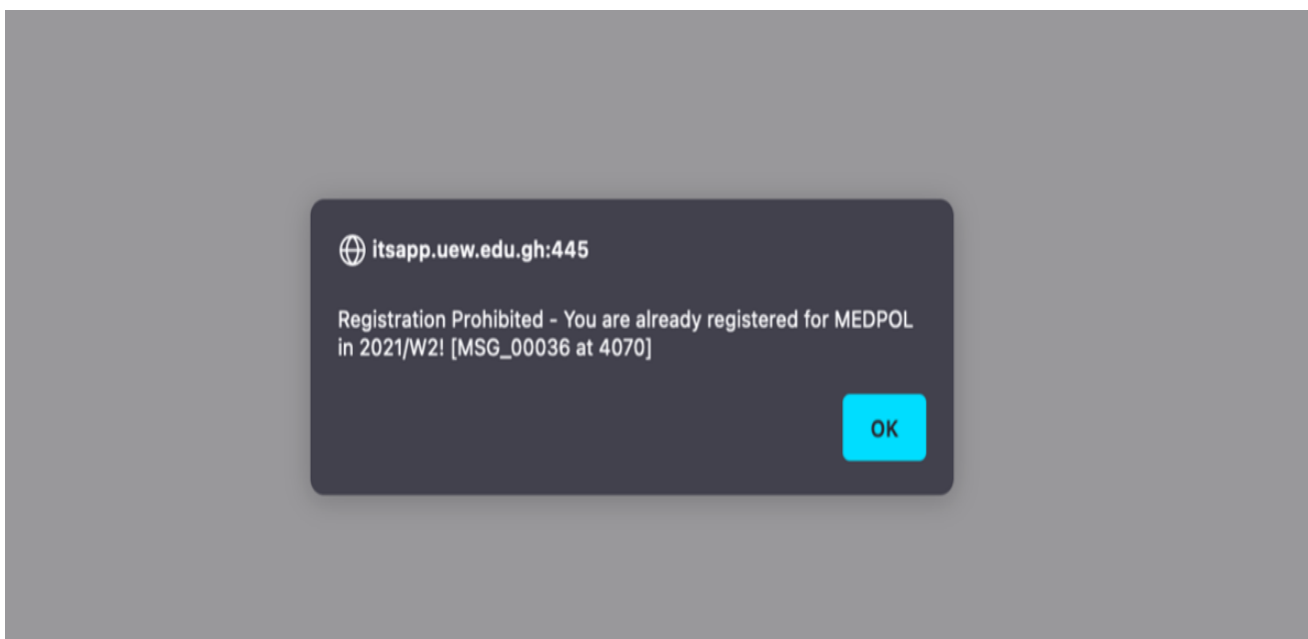 itsapp.uew.edu.gh:445
Registration Prohibited - You are already registered for MEDPOL
in 2021/W2! [MSG_00036 at 4070]
OK